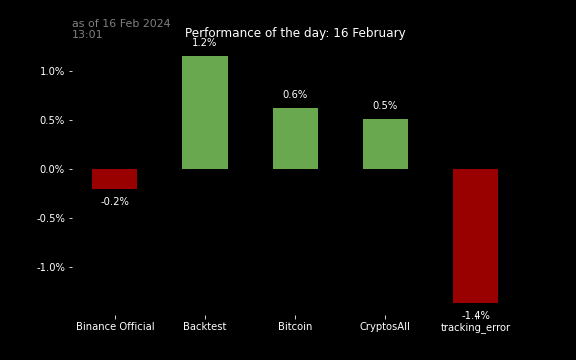 as of 16 Feb 2024
13:01
Performance of the day: 16 February
1.2%
1.0%
0.6%
0.5%
0.5%
0.0%
-0.2%
-0.5%
-1.0%
-1.4%
Binance Official
Backtest
Bitcoin
CryptosAll
tracking_error